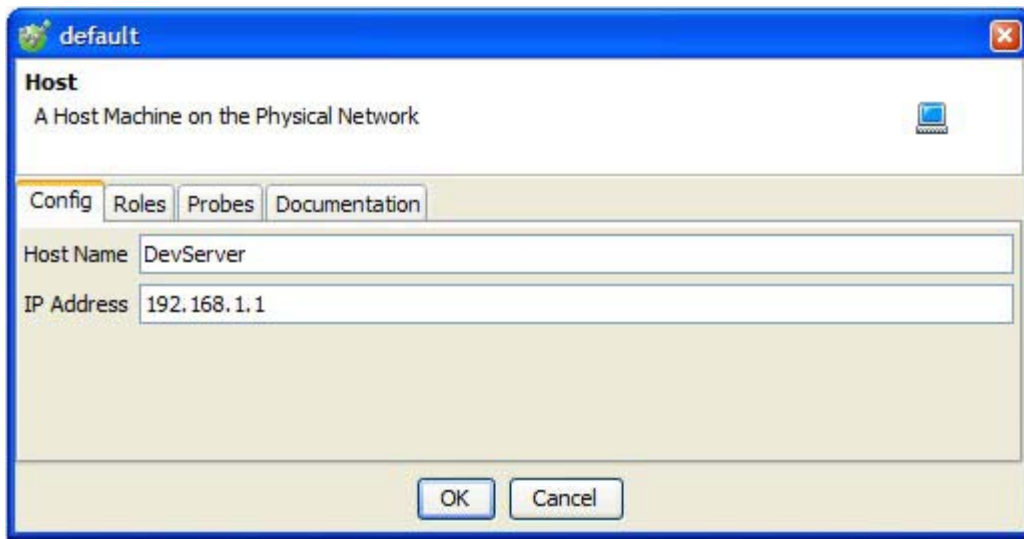 default
Host
A Host Machine on the Physical Network
Config Roles Probes Documentation
Host Name DevServer
IP Address 192.168.1.1
OK Cancel